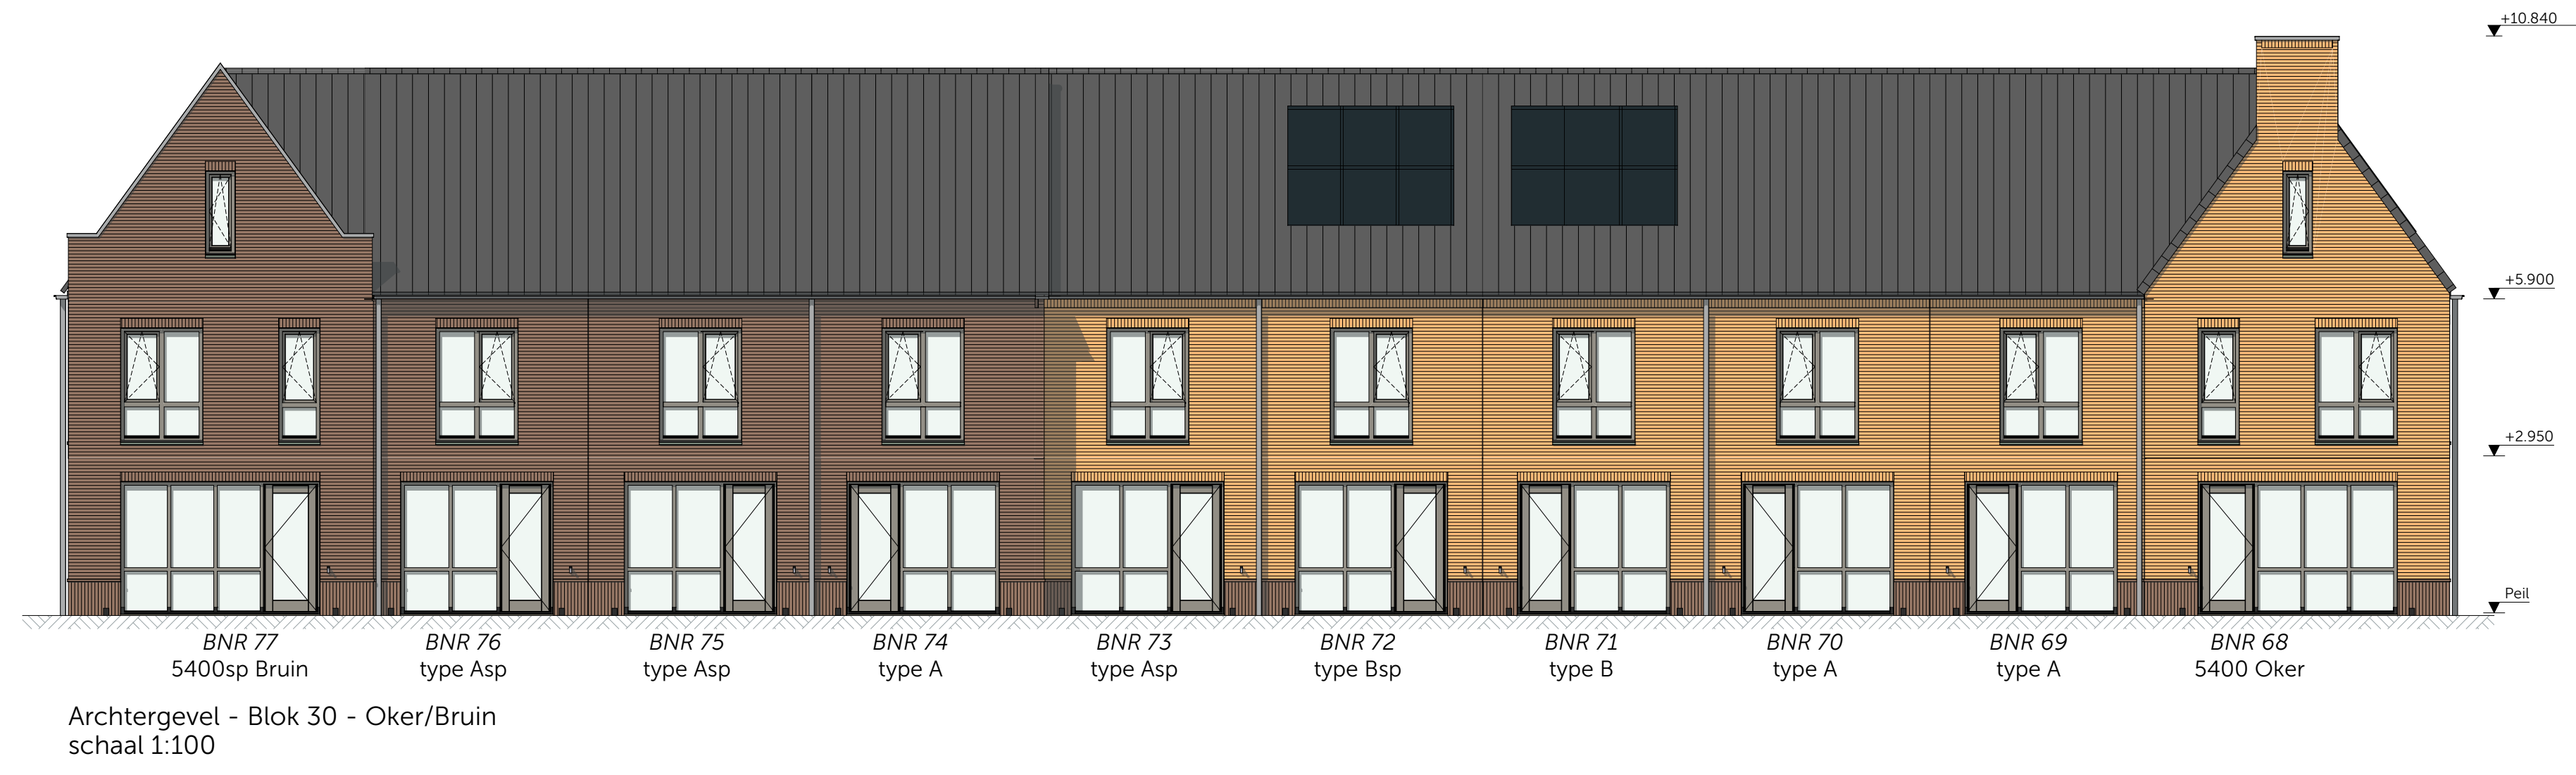 +10.840
+5.900
+2.950
Peil
BNR 77 BNR 76 BNR 75 BNR 74 BNR 73 BNR 72 BNR 71 BNR 70 BNR 69 BNR 68
5400sp Bruin type Asp type Asp type A type Asp type Bsp type B type A type A 5400 Oker
Archtergevel - Blok 30 - Oker/Bruin
schaal 1:100